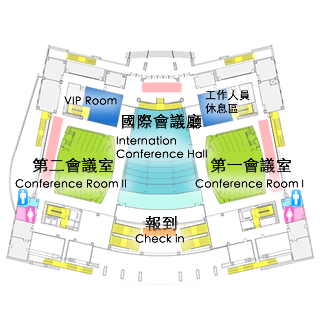 VIP Room
工作人員
休息區
國際會議廳
Internation
Conference Hall
第二會議室
Conference Room II
第一會議室
Conference Room I
報到
Check in